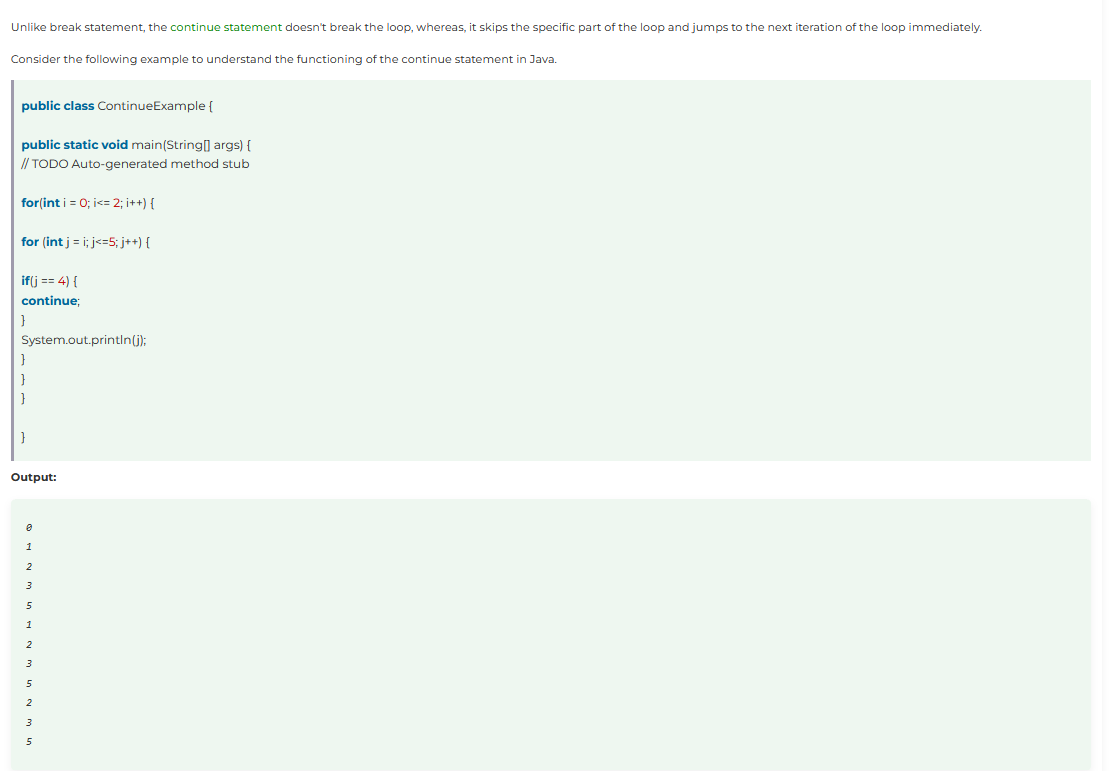 Unlike break statement, the continue statement doesn't break the loop, whereas, it skips the specific part of the loop and jumps to the next iteration of the loop immediately.
Consider the following example to understand the functioning of the continue statement in Java.
public class ContinueExample {
public static void main(String[] args) {
// TODO Auto-generated method stub
for(int i = 0; i<= 2; i++) {
for (int j = i; j<=5; j++) {
if(j == 4) {
continue;
}
System.out.println(j);
}
}
}
}
Output:
0
1
2
3
5
1
2
3
5
2
3
5